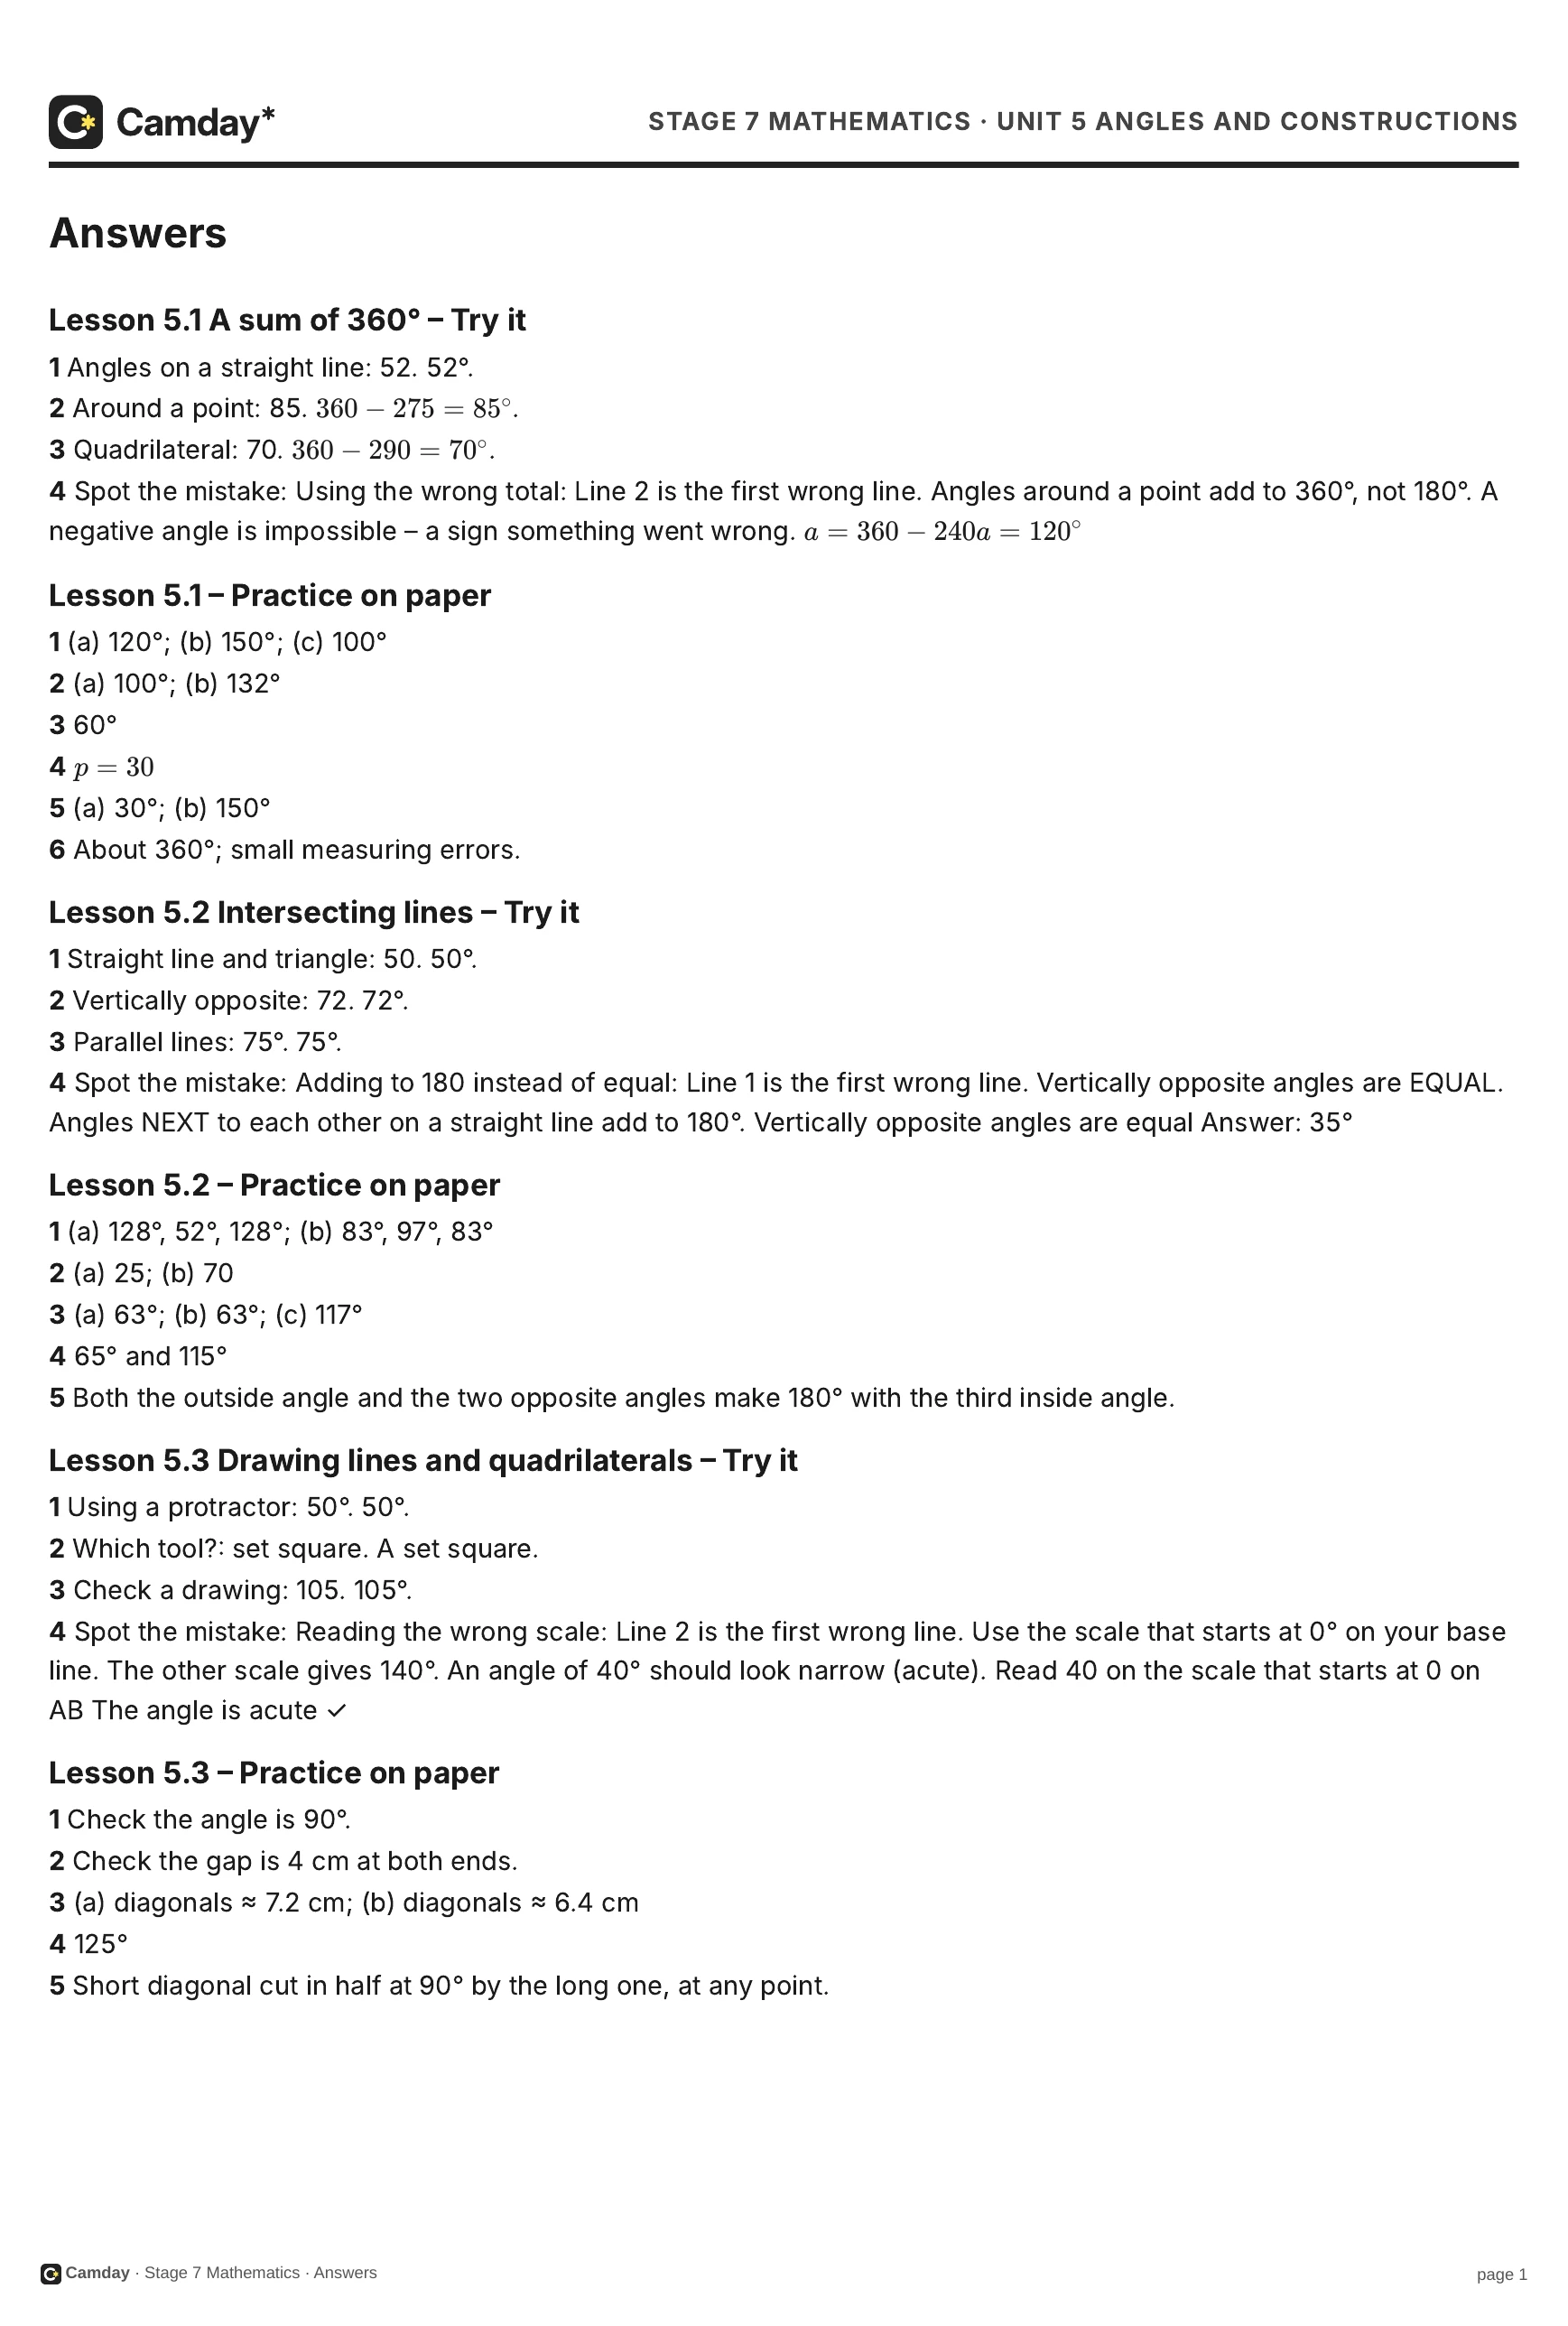 Camday*
STAGE 7 MATHEMATICS · UNIT 5 ANGLES AND CONSTRUCTIONS
Answers
Lesson 5.1 A sum of 360° – Try it
1 Angles on a straight line: 52. 52°.
2 Around a point: 85. 360 − 275 = 85°.
3 Quadrilateral: 70. 360 − 290 = 70°.
4 Spot the mistake: Using the wrong total: Line 2 is the first wrong line. Angles around a point add to 360°, not 180°. A
negative angle is impossible – a sign something went wrong. a = 360 − 240a = 120°
Lesson 5.1 – Practice on paper
1 (a) 120°; (b) 150°; (c) 100°
2 (a) 100°; (b) 132°
3 60°
4 p = 30
5 (a) 30°; (b) 150°
6 About 360°; small measuring errors.
Lesson 5.2 Intersecting lines – Try it
1 Straight line and triangle: 50. 50°.
2 Vertically opposite: 72. 72°.
3 Parallel lines: 75°. 75°.
4 Spot the mistake: Adding to 180 instead of equal: Line 1 is the first wrong line. Vertically opposite angles are EQUAL.
Angles NEXT to each other on a straight line add to 180°. Vertically opposite angles are equal Answer: 35°
Lesson 5.2 – Practice on paper
1 (a) 128°, 52°, 128°; (b) 83°, 97°, 83°
2 (a) 25; (b) 70
3 (a) 63°; (b) 63°; (c) 117°
4 65° and 115°
5 Both the outside angle and the two opposite angles make 180° with the third inside angle.
Lesson 5.3 Drawing lines and quadrilaterals – Try it
1 Using a protractor: 50°. 50°.
2 Which tool?: set square. A set square.
3 Check a drawing: 105. 105°.
4 Spot the mistake: Reading the wrong scale: Line 2 is the first wrong line. Use the scale that starts at 0° on your base
line. The other scale gives 140°. An angle of 40° should look narrow (acute). Read 40 on the scale that starts at 0 on
AB The angle is acute ✓
Lesson 5.3 – Practice on paper
1 Check the angle is 90°.
2 Check the gap is 4 cm at both ends.
3 (a) diagonals ≈ 7.2 cm; (b) diagonals ≈ 6.4 cm
4 125°
5 Short diagonal cut in half at 90° by the long one, at any point.
Camday · Stage 7 Mathematics · Answers
page 1